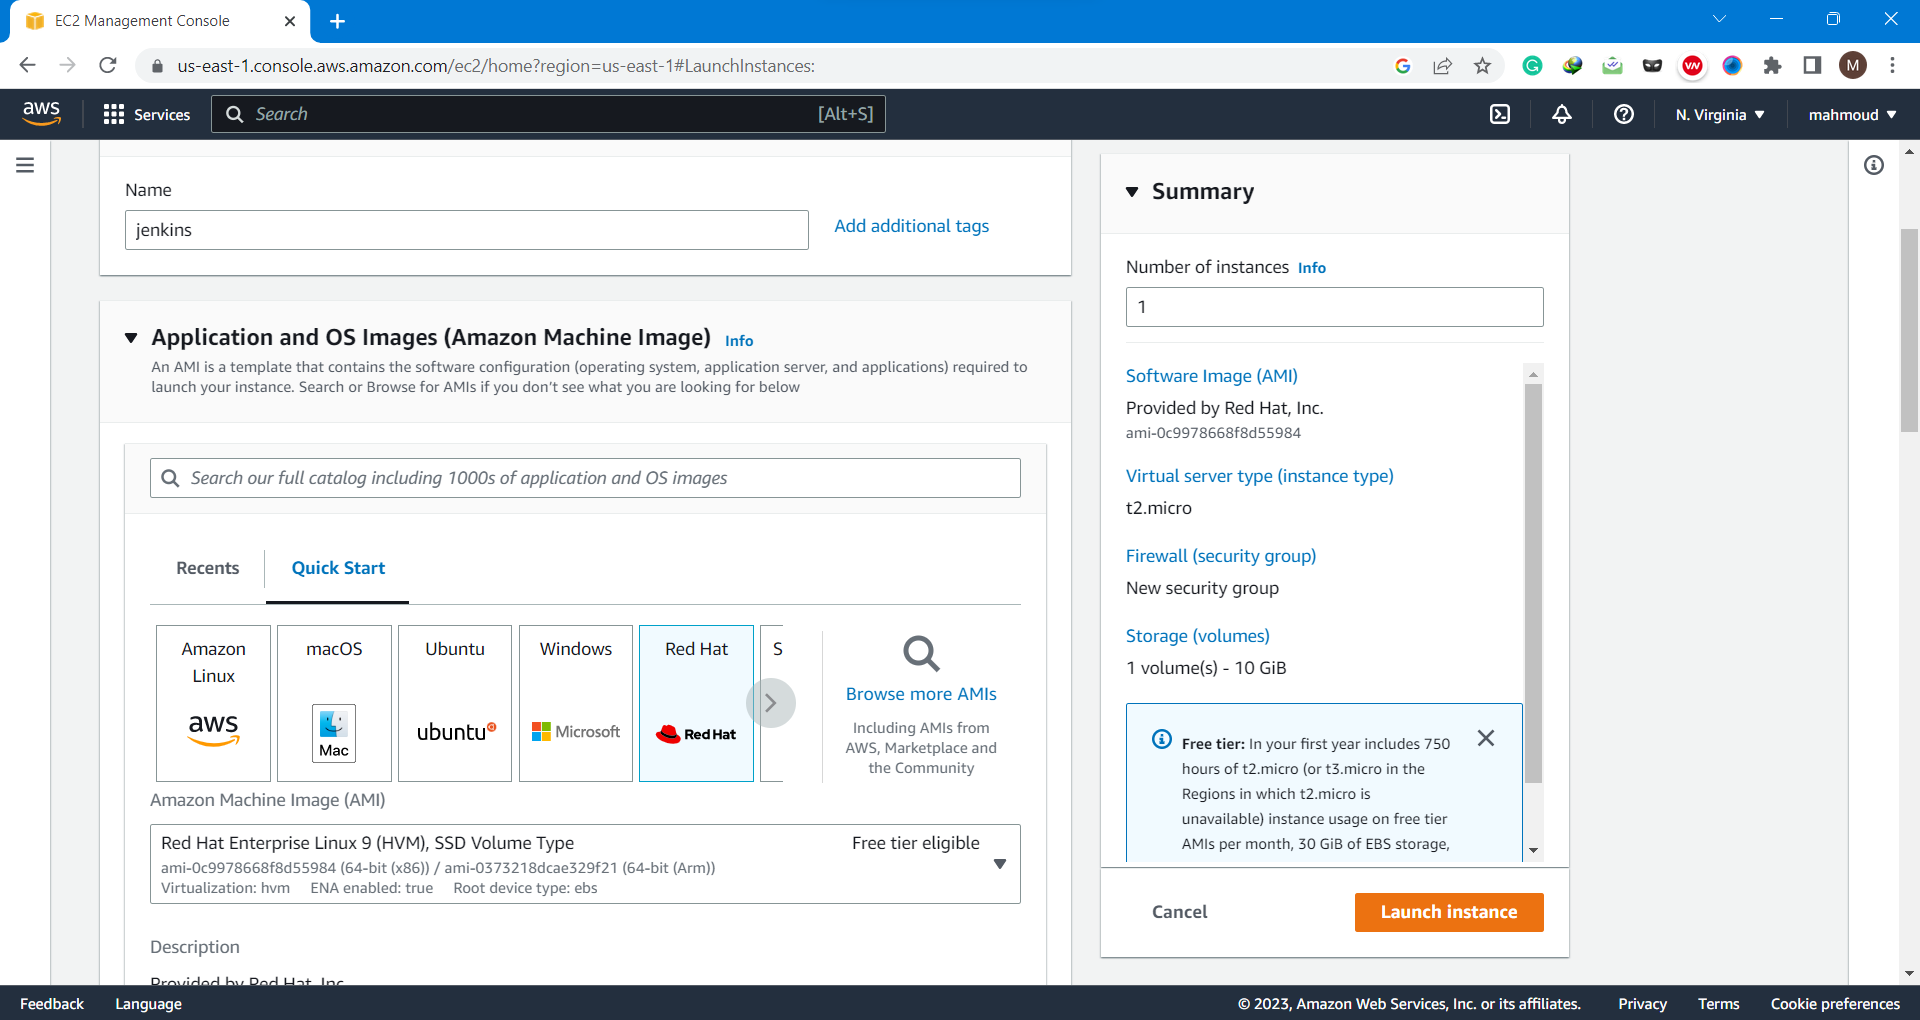 EC2 Management Console
us-east-1.console.aws.amazon.com/ec2/home?region=us-east-1#LaunchInstances:
M
aws
Services
Search
[Alt+S]
N. Virginia
mahmoud
Name
jenkins
Add additional tags
Application and OS Images (Amazon Machine Image) Info
An AMI is a template that contains the software configuration (operating system, application server, and applications) required to
launch your instance. Search or Browse for AMIs if you don't see what you are looking for below
Search our full catalog including 1000s of application and OS images
Recents
Quick Start
Amazon
Linux
aws
macOS
Mac
Ubuntu
ubuntu
Windows
Microsoft
Red Hat
Red Hat
S
Browse more AMIs
Including AMIs from
AWS, Marketplace and
the Community
Amazon Machine Image (AMI)
Red Hat Enterprise Linux 9 (HVM), SSD Volume Type
Free tier eligible
ami-0c9978668f8d55984 (64-bit (x86)) / ami-0373218dcae329f21 (64-bit (Arm))
Virtualization: hvm ENA enabled: true Root device type: ebs
Description
Provided by Red Hat, Inc.
Summary
Number of instances Info
1
Software Image (AMI)
Provided by Red Hat, Inc.
ami-0c9978668f8d55984
Virtual server type (instance type)
t2.micro
Firewall (security group)
New security group
Storage (volumes)
1 volume(s) - 10 GiB
Free tier: In your first year includes 750
hours of t2.micro (or t3.micro in the
Regions in which t2.micro is
unavailable) instance usage on free tier
AMIs per month, 30 GiB of EBS storage,
Cancel
Launch instance
Feedback
Language
© 2023, Amazon Web Services, Inc. or its affiliates.
Privacy
Terms
Cookie preferences